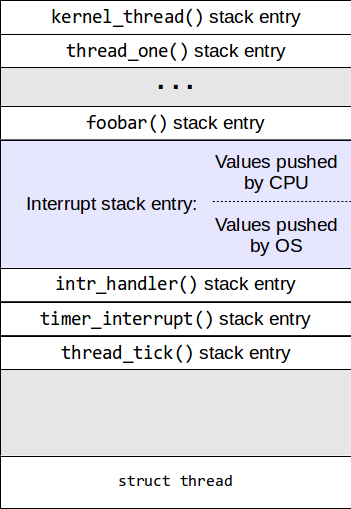 kernel_thread() stack entry
thread_one() stack entry
...
foobar() stack entry
Values pushed
by CPU
Interrupt stack entry:
Values pushed
by OS
intr_handler() stack entry
timer_interrupt() stack entry
thread_tick() stack entry
struct thread